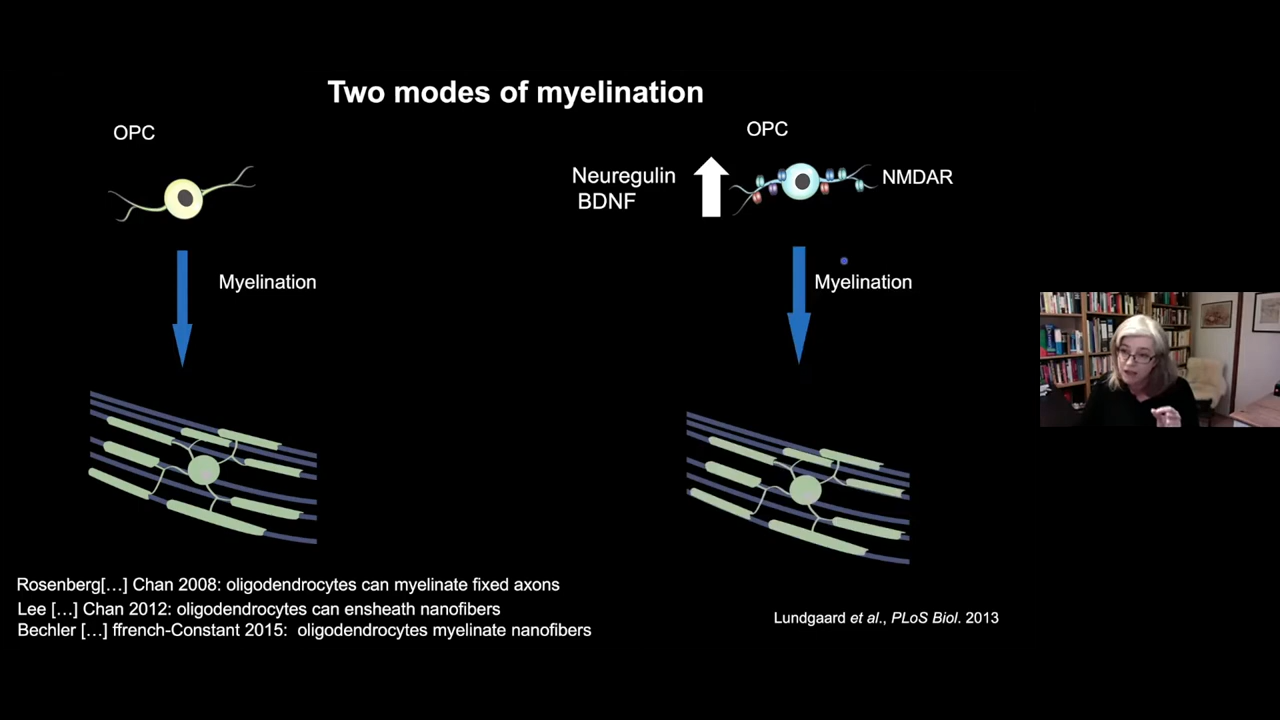 Two modes of myelination
OPC
Myelination
Rosenberg[…] Chan 2008: oligodendrocytes can myelinate fixed axons
Lee […] Chan 2012: oligodendrocytes can ensheath nanofibers
Bechler […] ffrench-Constant 2015:  oligodendrocytes myelinate nanofibers
OPC
Neuregulin
BDNF
NMDAR
Myelination
Lundgaard et al., PLoS Biol. 2013